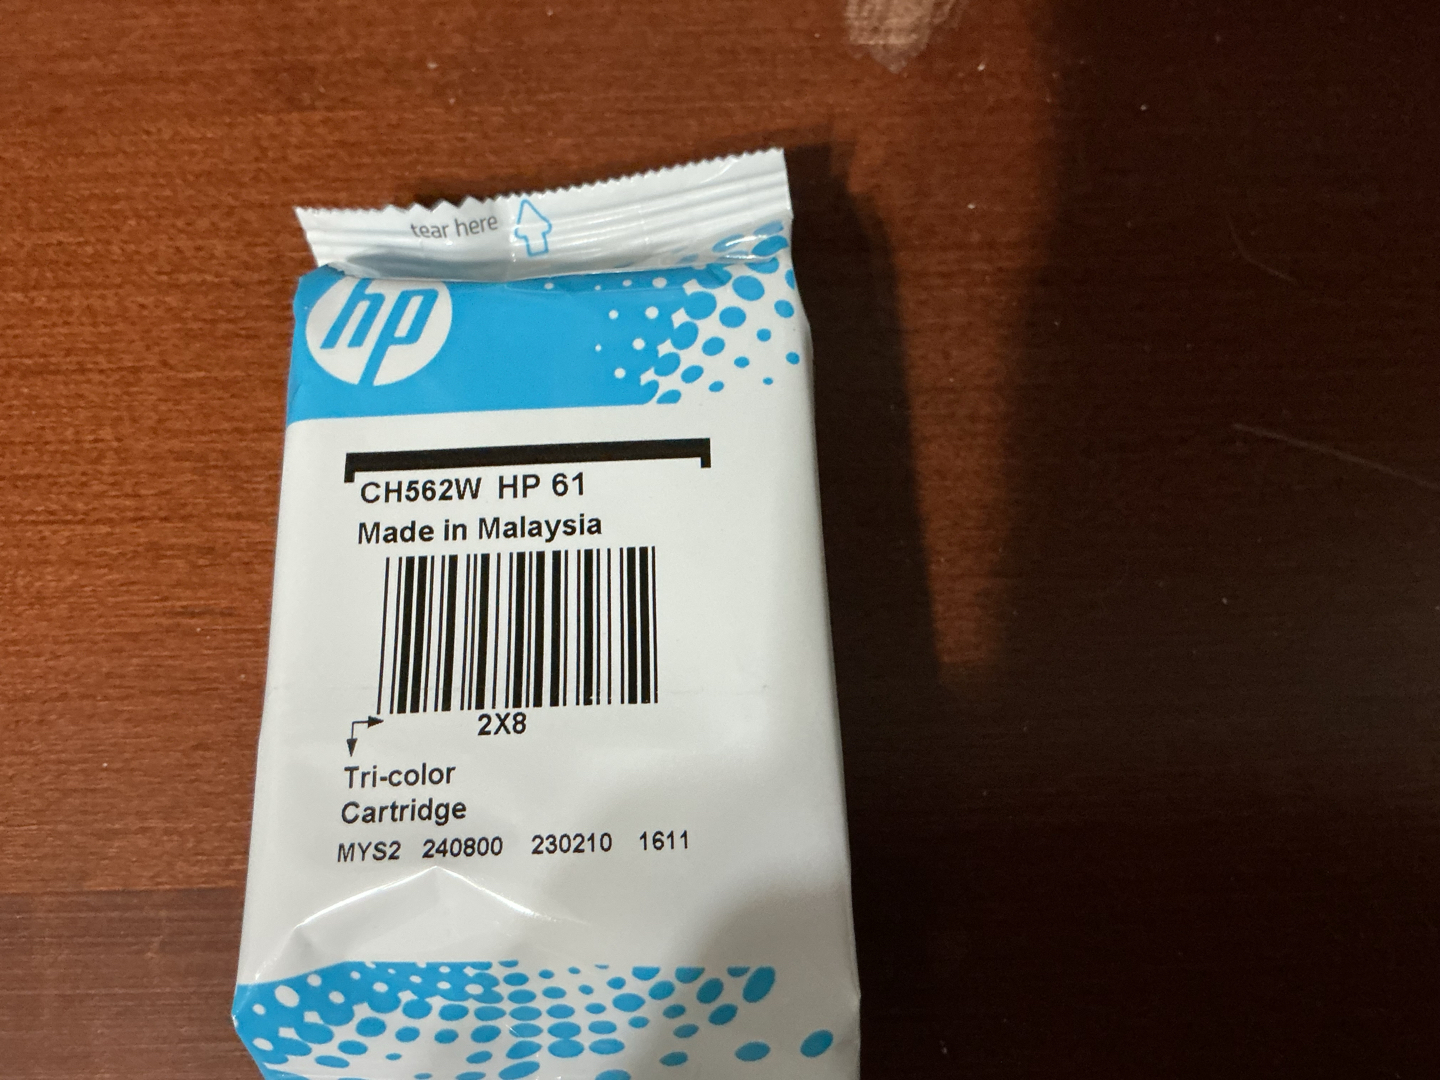 tear here
hp
CH562W HP 61
Made in Malaysia
2X8
Tri-color
Cartridge
MYS2 240800 230210 1611